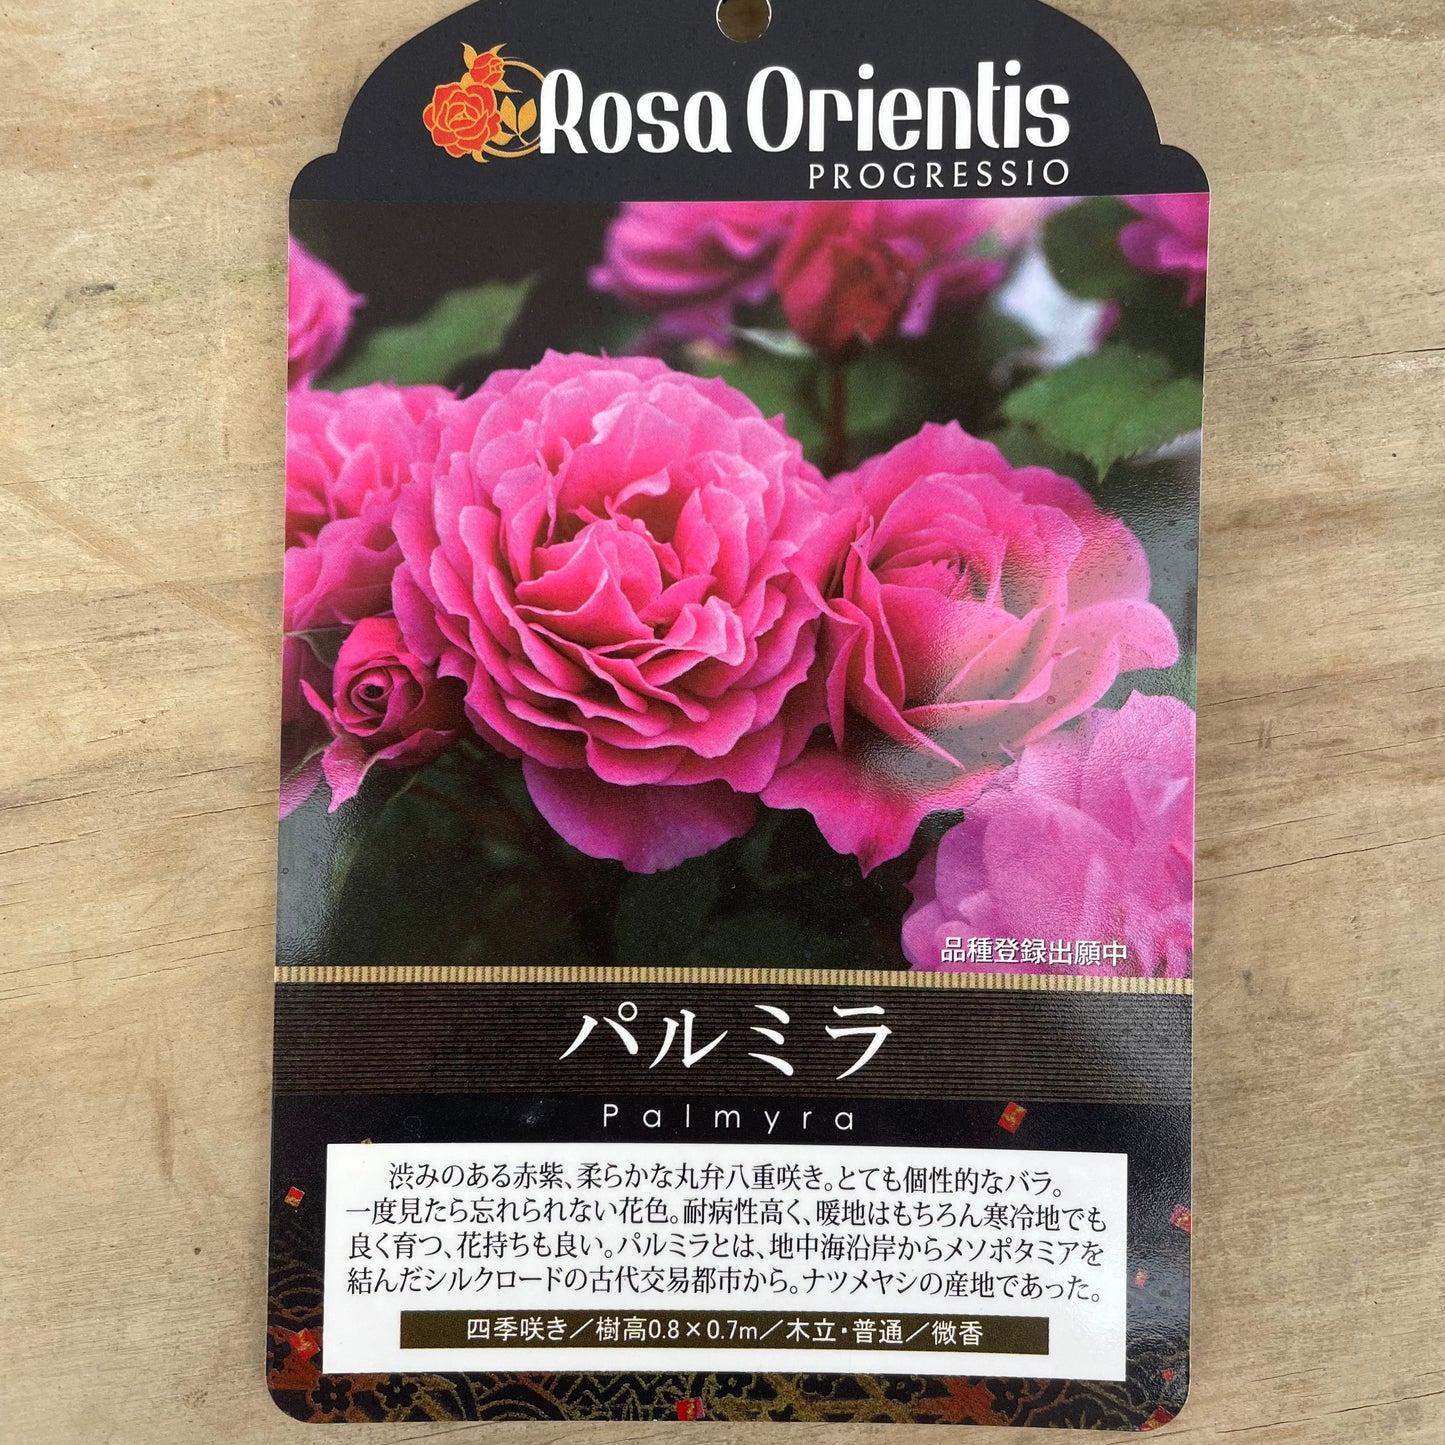 Rosa Orientis
PROGRESSIO
品種登録出願中
パルミラ
Palmyra
渋みのある赤紫、柔らかな丸弁八重咲き。とても個性的なバラ。
一度見たら忘れられない花色。耐病性高く、暖地はもちろん寒冷地でも
良く育つ、花持ちも良い。パルミラとは、地中海沿岸からメソポタミアを
結んだシルクロードの古代交易都市から。ナツメヤシの産地であった。
四季咲き／樹高0.8×0.7m／木立・普通／微香